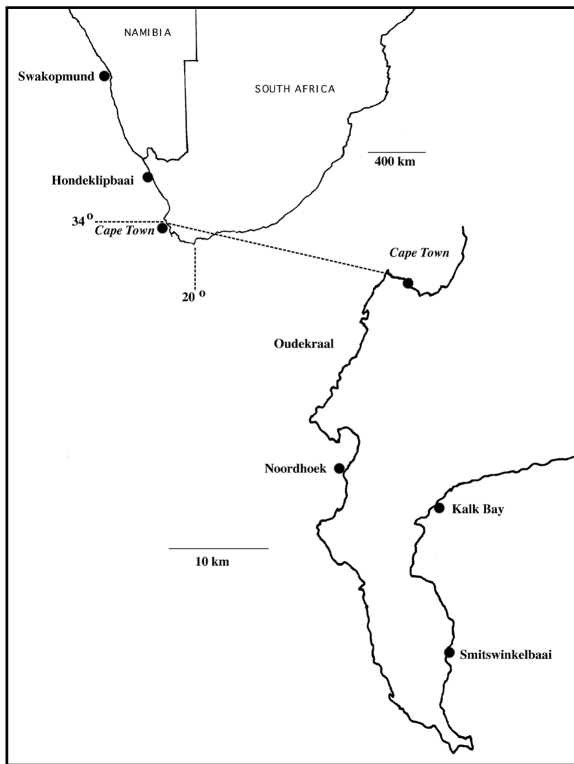 NAMIBIA
Swakopmund
SOUTH AFRICA
400 km
Hondeklipbaai
34 o
Cape Town
20 o
Cape Town
Oudekraal
Noordhoek
Kalk Bay
10 km
Smitswinkelbaai